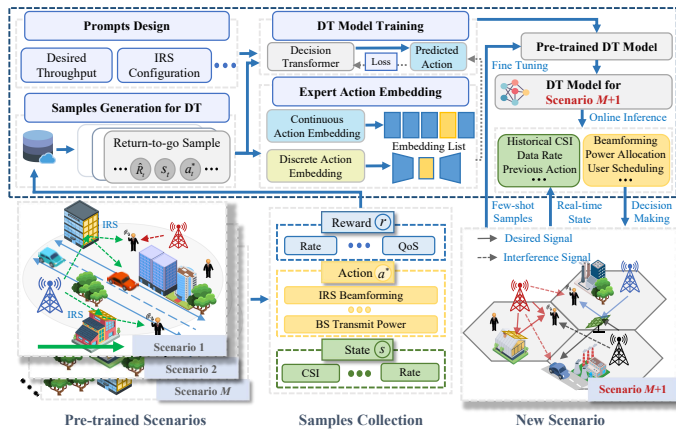 Prompts Design
Desired
Throughput
IRS
Configuration
Samples Generation for DT
Return-to-go Sample
DT Model Training
Decision
Transformer
Loss
Predicted
Action
Expert Action Embedding
Continuous
Action Embedding
Discrete Action
Embedding
Embedding List
Pre-trained DT Model
Fine Tuning
DT Model for
Scenario M+1
Online Inference
Historical CSI
Data Rate
Previous Action
Beamforming
Power Allocation
User Scheduling
Few-shot
Samples
Real-time
State
Decision
Making
IRS
IRS
Scenario 1
Scenario 2
Scenario M
Pre-trained Scenarios
Reward r
Rate
QoS
Action a*
IRS Beamforming
BS Transmit Power
State s
CSI
Rate
Samples Collection
Desired Signal
Interference Signal
Scenario M+1
New Scenario